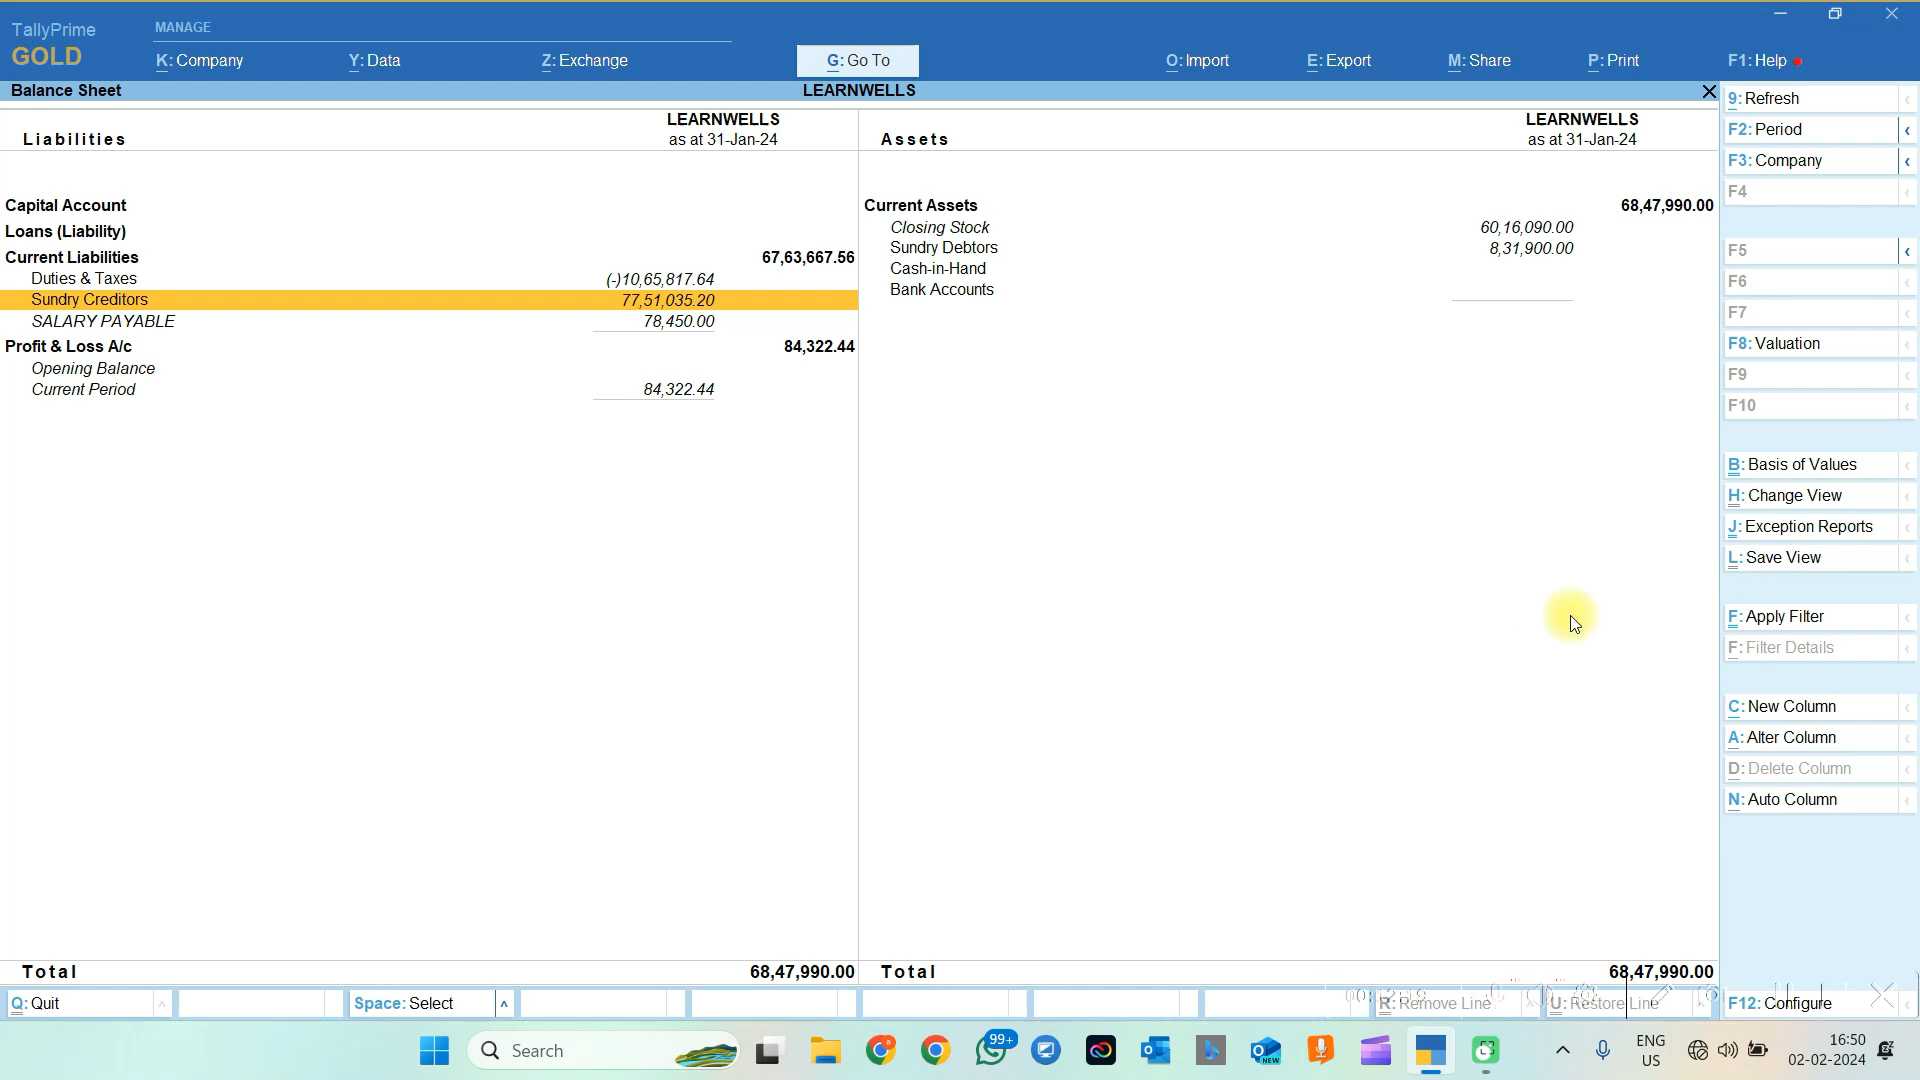 TallyPrime
GOLD
MANAGE
K: Company
Y: Data
Z: Exchange
G: Go To
O: Import
E: Export
M: Share
P: Print
F1: Help
Balance Sheet
LEARNWELLS
Liabilities
LEARNWELLS
as at 31-Jan-24
Assets
LEARNWELLS
as at 31-Jan-24
Capital Account
Loans (Liability)
Current Liabilities 67,63,667.56
Duties & Taxes (-)10,65,817.64
Sundry Creditors 77,51,035.20
SALARY PAYABLE 78,450.00
Profit & Loss A/c 84,322.44
Opening Balance
Current Period 84,322.44
Current Assets 68,47,990.00
Closing Stock 60,16,090.00
Sundry Debtors 8,31,900.00
Cash-in-Hand
Bank Accounts
Total 68,47,990.00
Total 68,47,990.00
9: Refresh
F2: Period
F3: Company
F4
F5
F6
F7
F8: Valuation
F9
F10
B: Basis of Values
H: Change View
J: Exception Reports
L: Save View
F: Apply Filter
F: Filter Details
C: New Column
A: Alter Column
D: Delete Column
N: Auto Column
Q: Quit
Space: Select
R: Remove Line
U: Restore Line
F12: Configure
Search
99+
NEW
ENG
US
16:50
02-02-2024